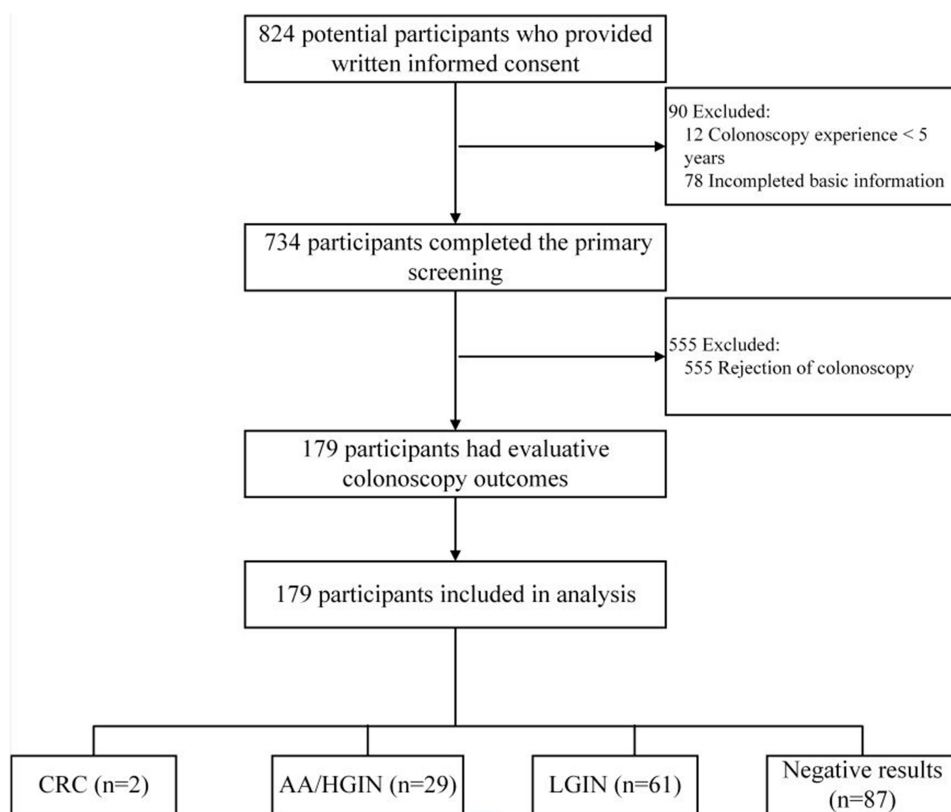 824 potential participants who provided
written informed consent
90 Excluded:
12 Colonoscopy experience < 5
years
78 Incompleted basic information
734 participants completed the primary
screening
555 Excluded:
555 Rejection of colonoscopy
179 participants had evaluative
colonoscopy outcomes
179 participants included in analysis
CRC (n=2)
AA/HGIN (n=29)
LGIN (n=61)
Negative results
(n=87)